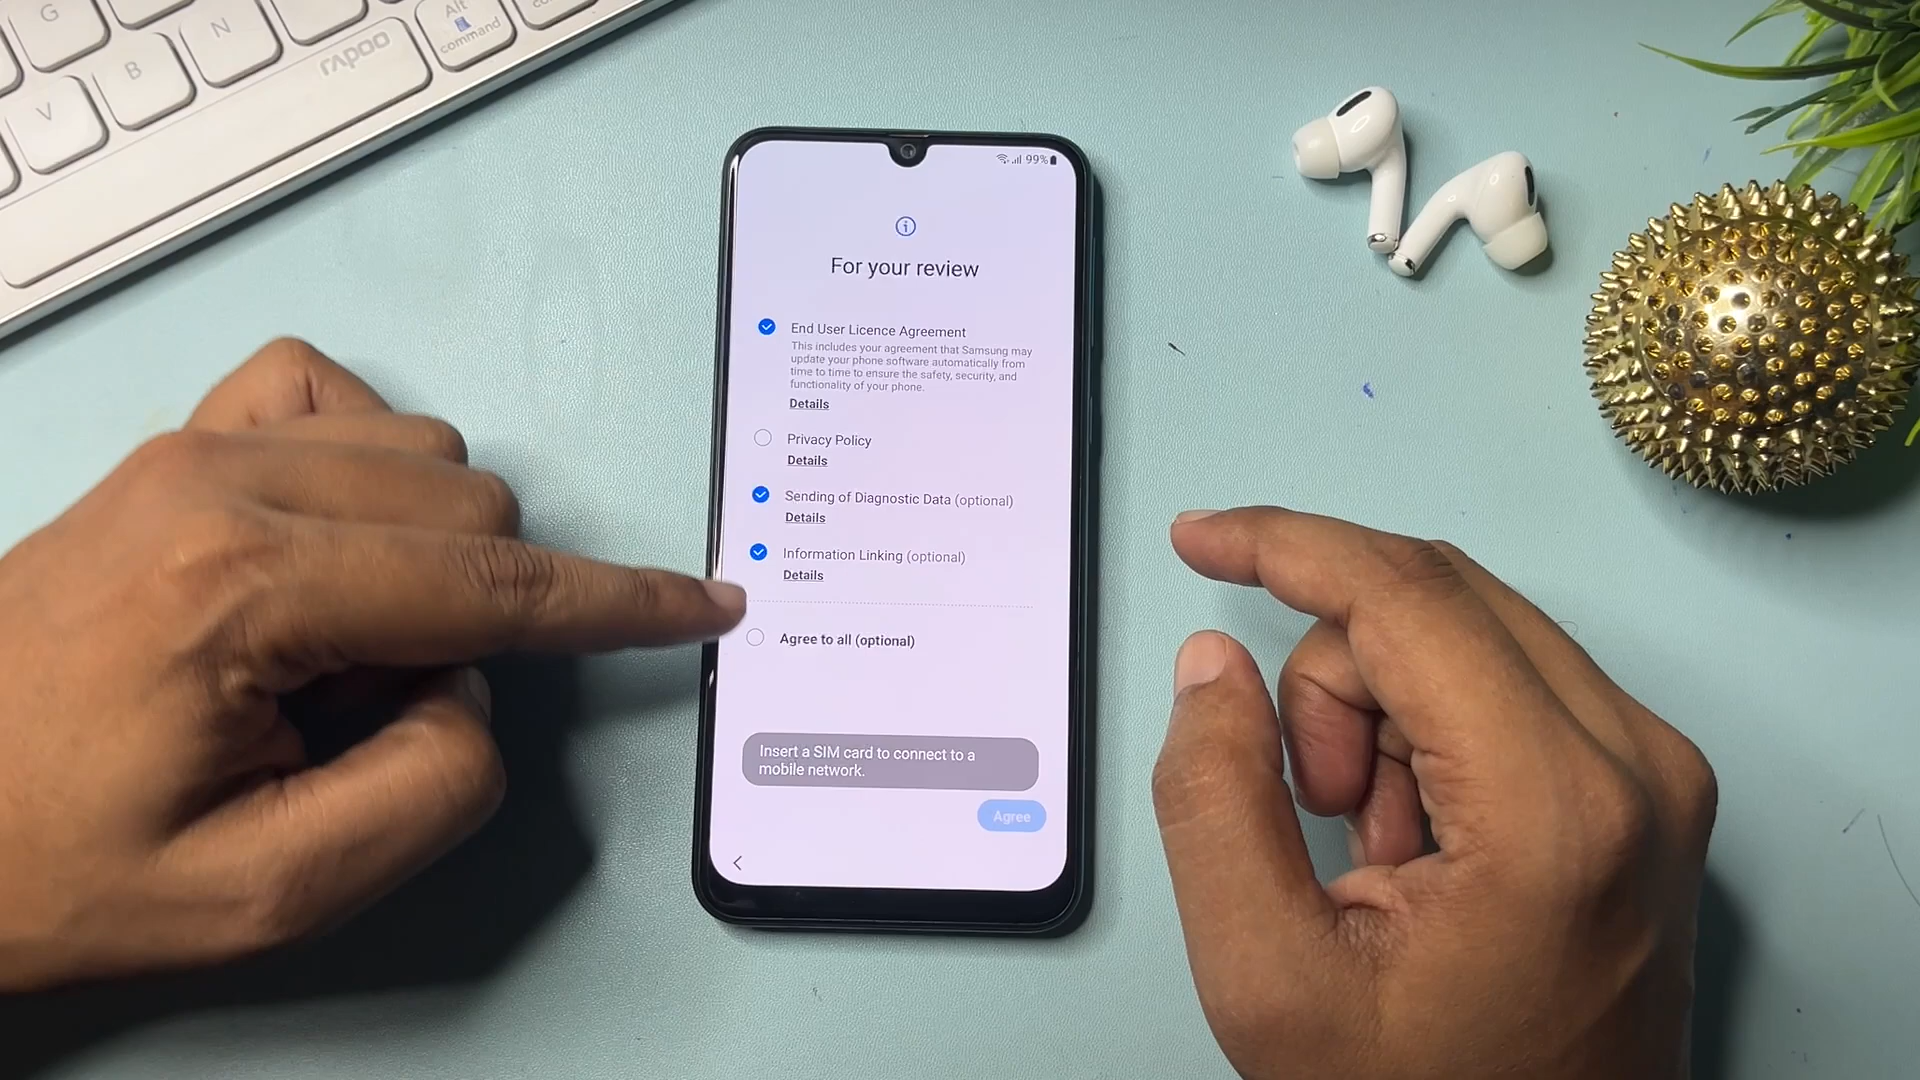 G
N
B
V
rapoo
Alt
command
99%
For your review
End User Licence Agreement
This includes your agreement that Samsung may
update your phone software automatically from
time to time to ensure the safety, security, and
functionality of your phone.
Details
Privacy Policy
Details
Sending of Diagnostic Data (optional)
Details
Information Linking (optional)
Details
Agree to all (optional)
Insert a SIM card to connect to a
mobile network.
Agree